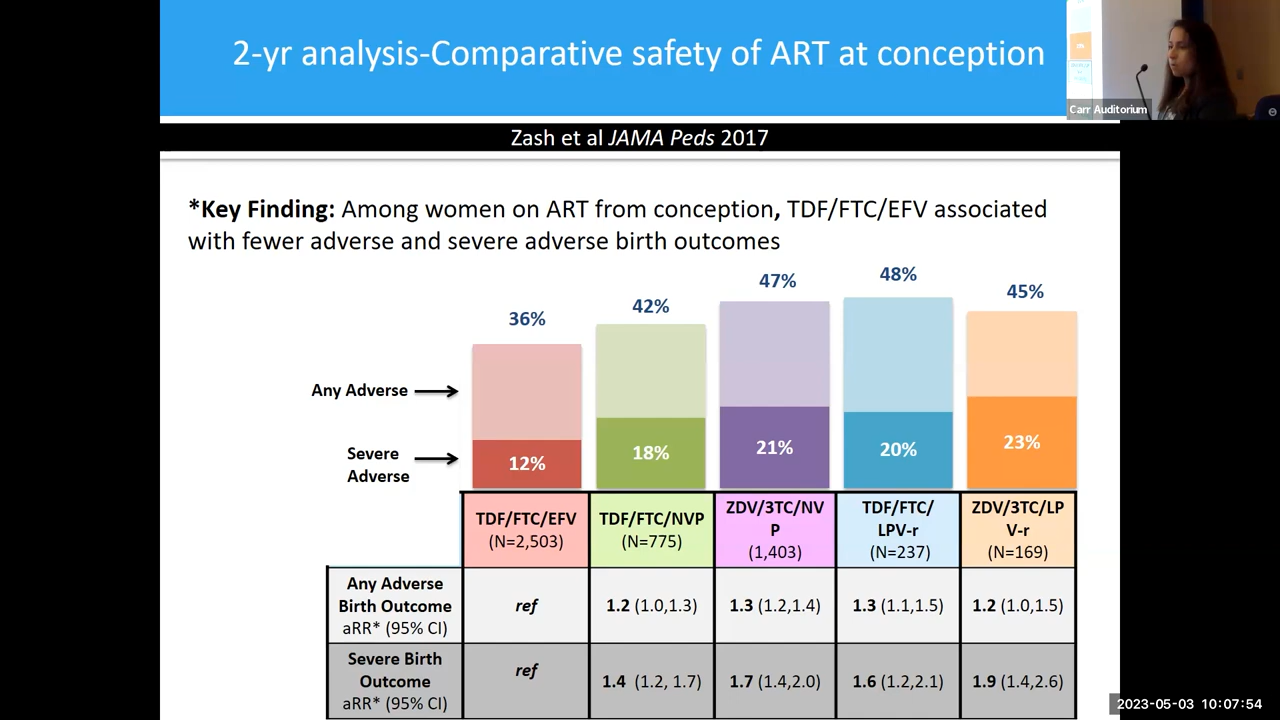 2-yr analysis-Comparative safety of ART at conception
Carr Auditorium
Zash et al JAMA Peds 2017
*Key Finding: Among women on ART from conception, TDF/FTC/EFV associated
with fewer adverse and severe adverse birth outcomes
36%
42%
47%
48%
45%
Any Adverse
Severe
Adverse
12%
18%
21%
20%
23%
TDF/FTC/EFV
(N=2,503)
TDF/FTC/NVP
(N=775)
ZDV/3TC/NV
P
(1,403)
TDF/FTC/
LPV-r
(N=237)
ZDV/3TC/LP
V-r
(N=169)
Any Adverse
Birth Outcome
aRR* (95% CI)
ref
1.2 (1.0,1.3)
1.3 (1.2,1.4)
1.3 (1.1,1.5)
1.2 (1.0,1.5)
Severe Birth
Outcome
aRR* (95% CI)
ref
1.4 (1.2, 1.7)
1.7 (1.4,2.0)
1.6 (1.2,2.1)
1.9 (1.4,2.6)
2023-05-03 10:07:54